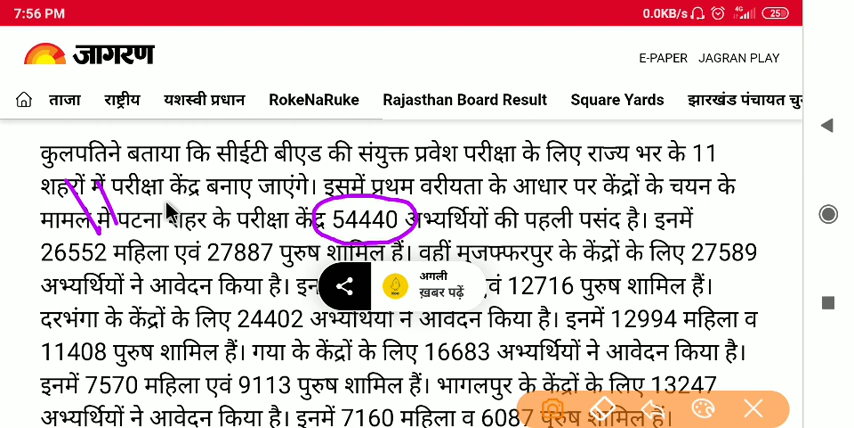 7:56 PM 0.0KB/s 4G 25
जागरण E-PAPER JAGRAN PLAY
ताजा राष्ट्रीय यशस्वी प्रधान RokeNaRuke Rajasthan Board Result Square Yards झारखंड पंचायत चु
कुलपतिने बताया कि सीईटी बीएड की संयुक्त प्रवेश परीक्षा के लिए राज्य भर के 11
शहरों में परीक्षा केंद्र बनाए जाएंगे। इसमें प्रथम वरीयता के आधार पर केंद्रों के चयन के
मामले मे पटना शहर के परीक्षा केंद्र 54440 अभ्यर्थियों की पहली पसंद है। इनमें
26552 महिला एवं 27887 पुरुष शामिल हैं। वहीं मुजफ्फरपुर के केंद्रों के लिए 27589
अभ्यर्थियों ने आवेदन किया है। 12716 पुरुष शामिल हैं।
अगली
ख़बर पढ़ें
दरभंगा के केंद्रों के लिए 24402 अभ्यर्थियों ने आवेदन किया है। इनमें 12994 महिला व
11408 पुरुष शामिल हैं। गया के केंद्रों के लिए 16683 अभ्यर्थियों ने आवेदन किया है।
इनमें 7570 महिला एवं 9113 पुरुष शामिल हैं। भागलपुर के केंद्रों के लिए 13247
अभ्यर्थियों ने आवेदन किया है। इनमें 7160 महिला व 6087 पुरुष शामिल हैं।